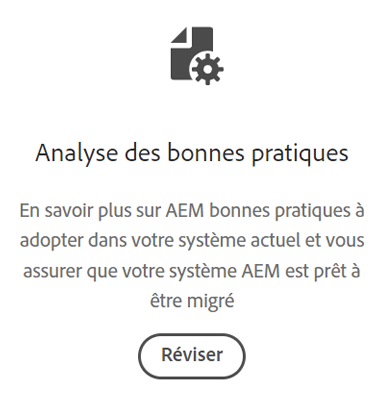 Analyse des bonnes pratiques
En savoir plus sur AEM bonnes pratiques à
adopter dans votre système actuel et vous
assurer que votre système AEM est prêt à
être migré
Réviser